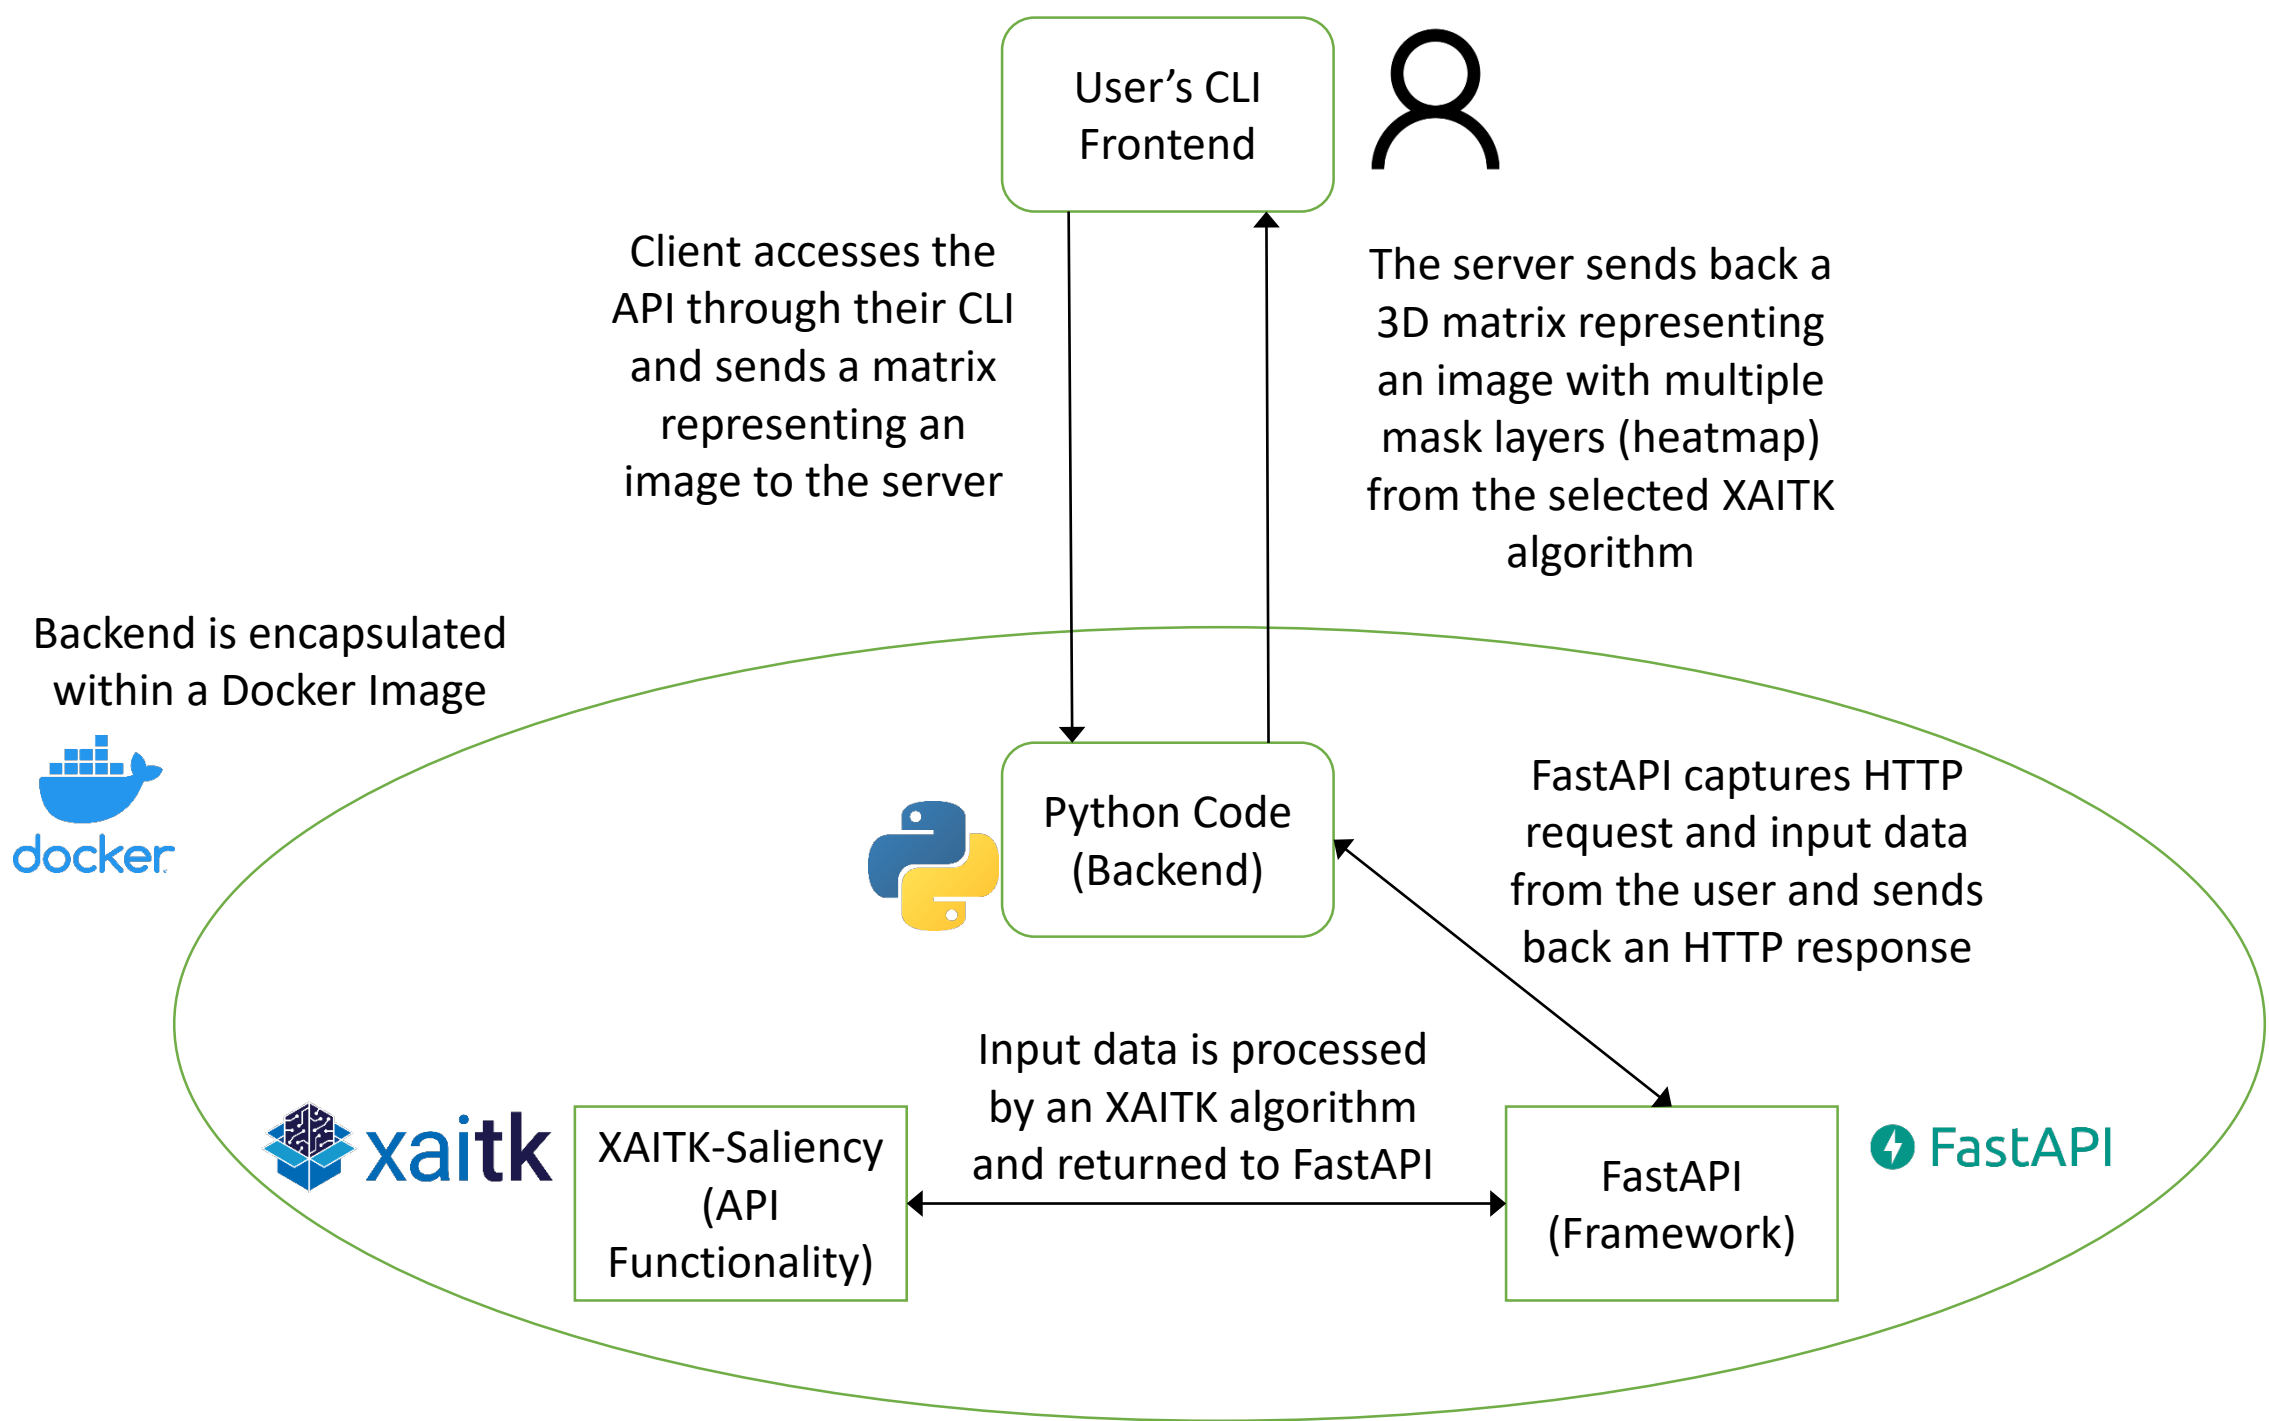 User’s CLI
Frontend
Client accesses the
API through their CLI
and sends a matrix
representing an
image to the server
The server sends back a
3D matrix representing
an image with multiple
mask layers (heatmap)
from the selected XAITK
algorithm
Backend is encapsulated
within a Docker Image
docker
Python Code
(Backend)
FastAPI captures HTTP
request and input data
from the user and sends
back an HTTP response
Input data is processed
by an XAITK algorithm
and returned to FastAPI
xaitk
XAITK-Saliency
(API
Functionality)
FastAPI
(Framework)
FastAPI